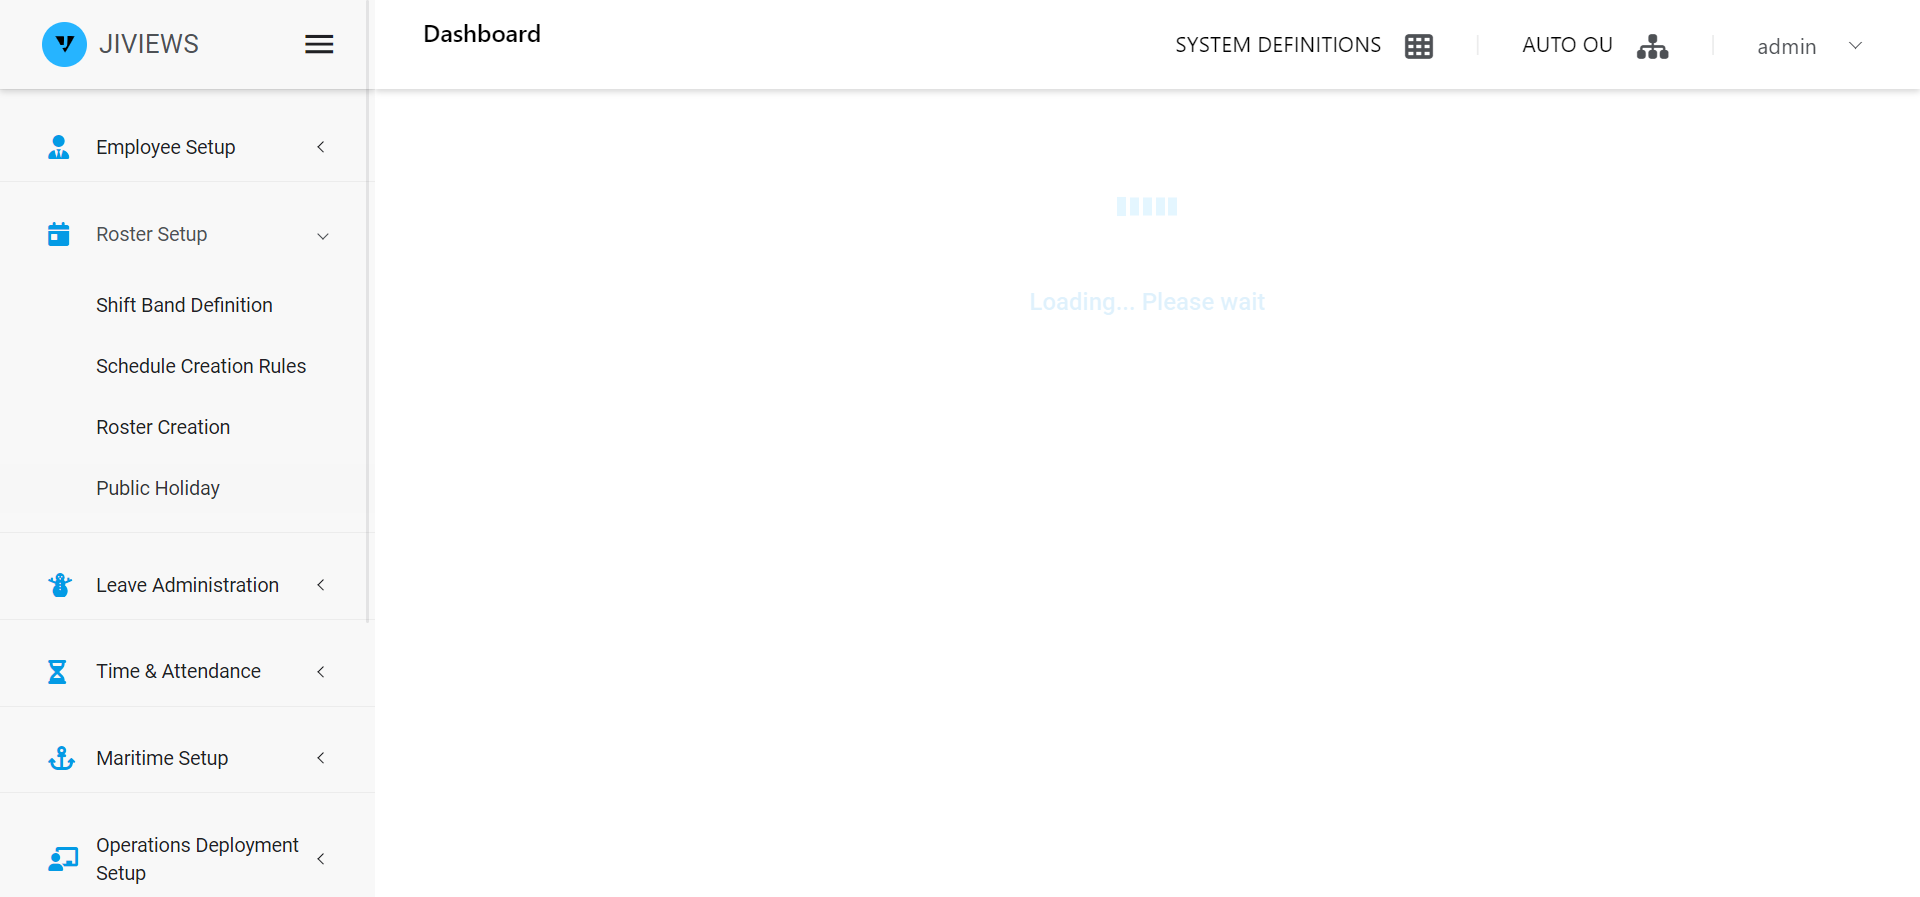 JIVIEWS
Dashboard
SYSTEM DEFINITIONS
AUTO OU
admin
Employee Setup
Roster Setup
Shift Band Definition
Schedule Creation Rules
Roster Creation
Public Holiday
Leave Administration
Time & Attendance
Maritime Setup
Operations Deployment
Setup
Loading... Please wait